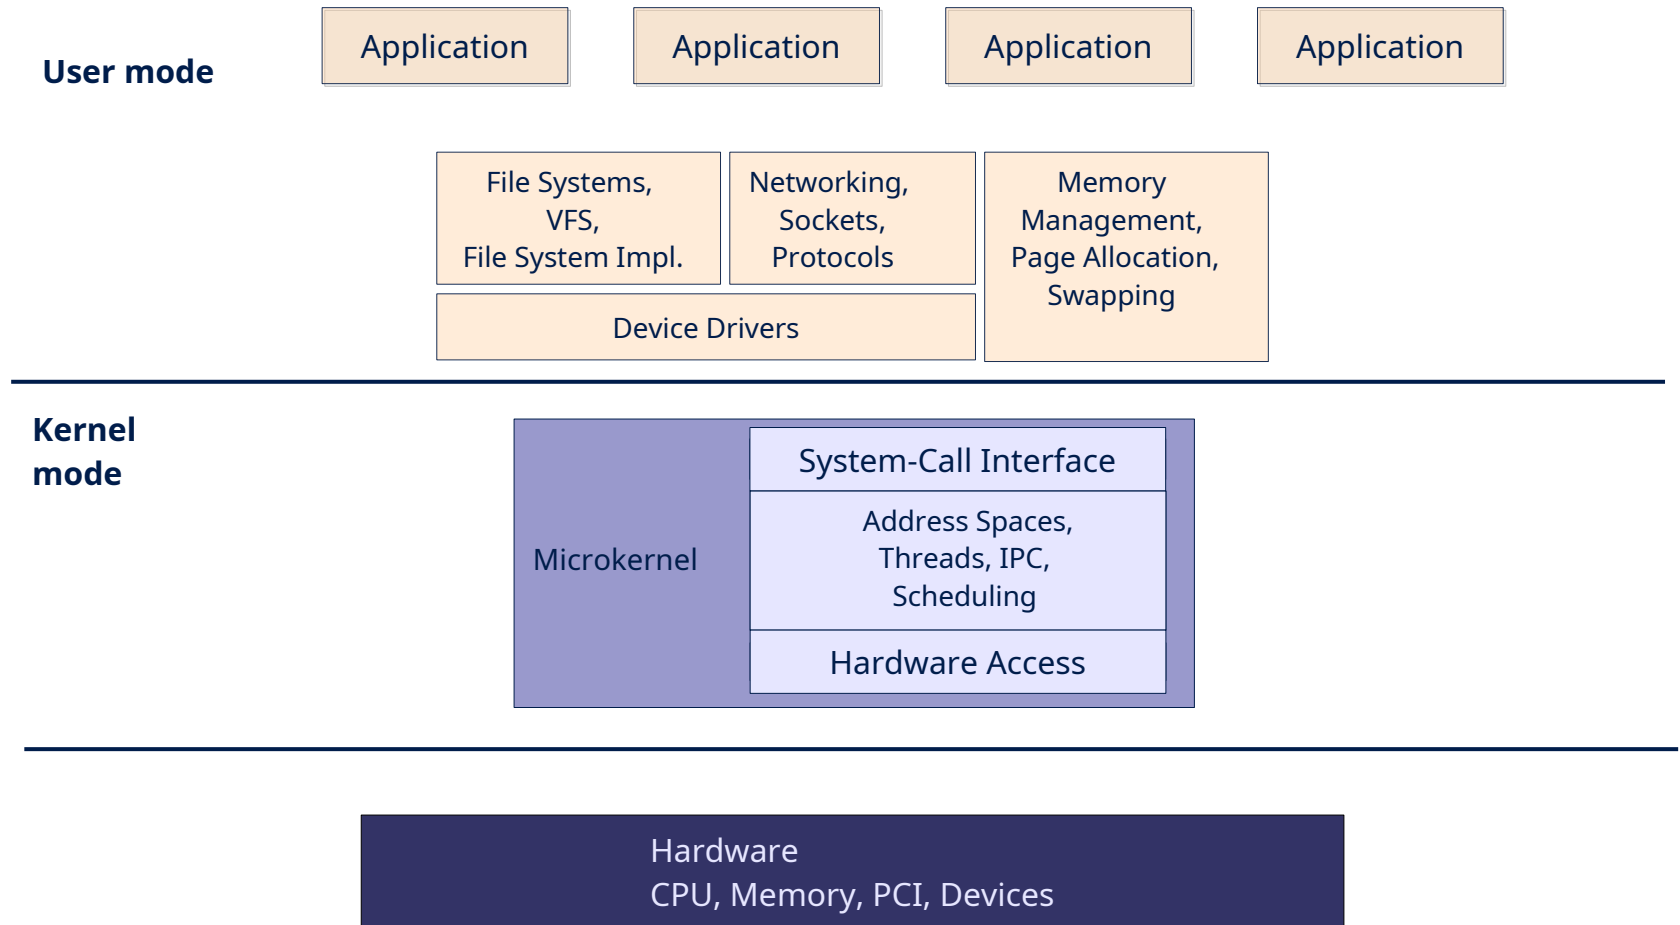 Application
Application
Application
Application
User mode
File Systems,
VFS,
File System Impl.
Networking,
Sockets,
Protocols
Memory
Management,
Page Allocation,
Swapping
Device Drivers
Kernel
mode
System-Call Interface
Microkernel
Address Spaces,
Threads, IPC,
Scheduling
Hardware Access
Hardware
CPU, Memory, PCI, Devices